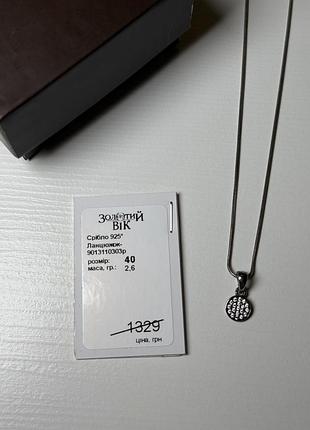 ЗОЛОТИЙ
ВІК
Срібло 925°
Ланцюжок-
9013110303р
розмір: 40
маса, гр.: 2,6
1329
ціна, грн